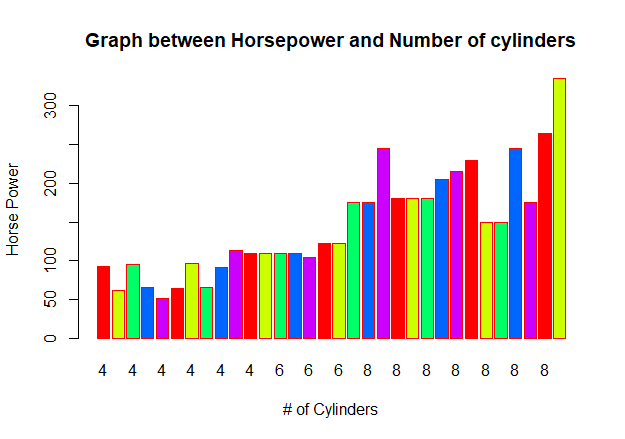 Graph between Horsepower and Number of cylinders
Horse Power
300
200
100
50
0
4 4 4 4 4 4 6 6 6 8 8 8 8 8 8 8
# of Cylinders